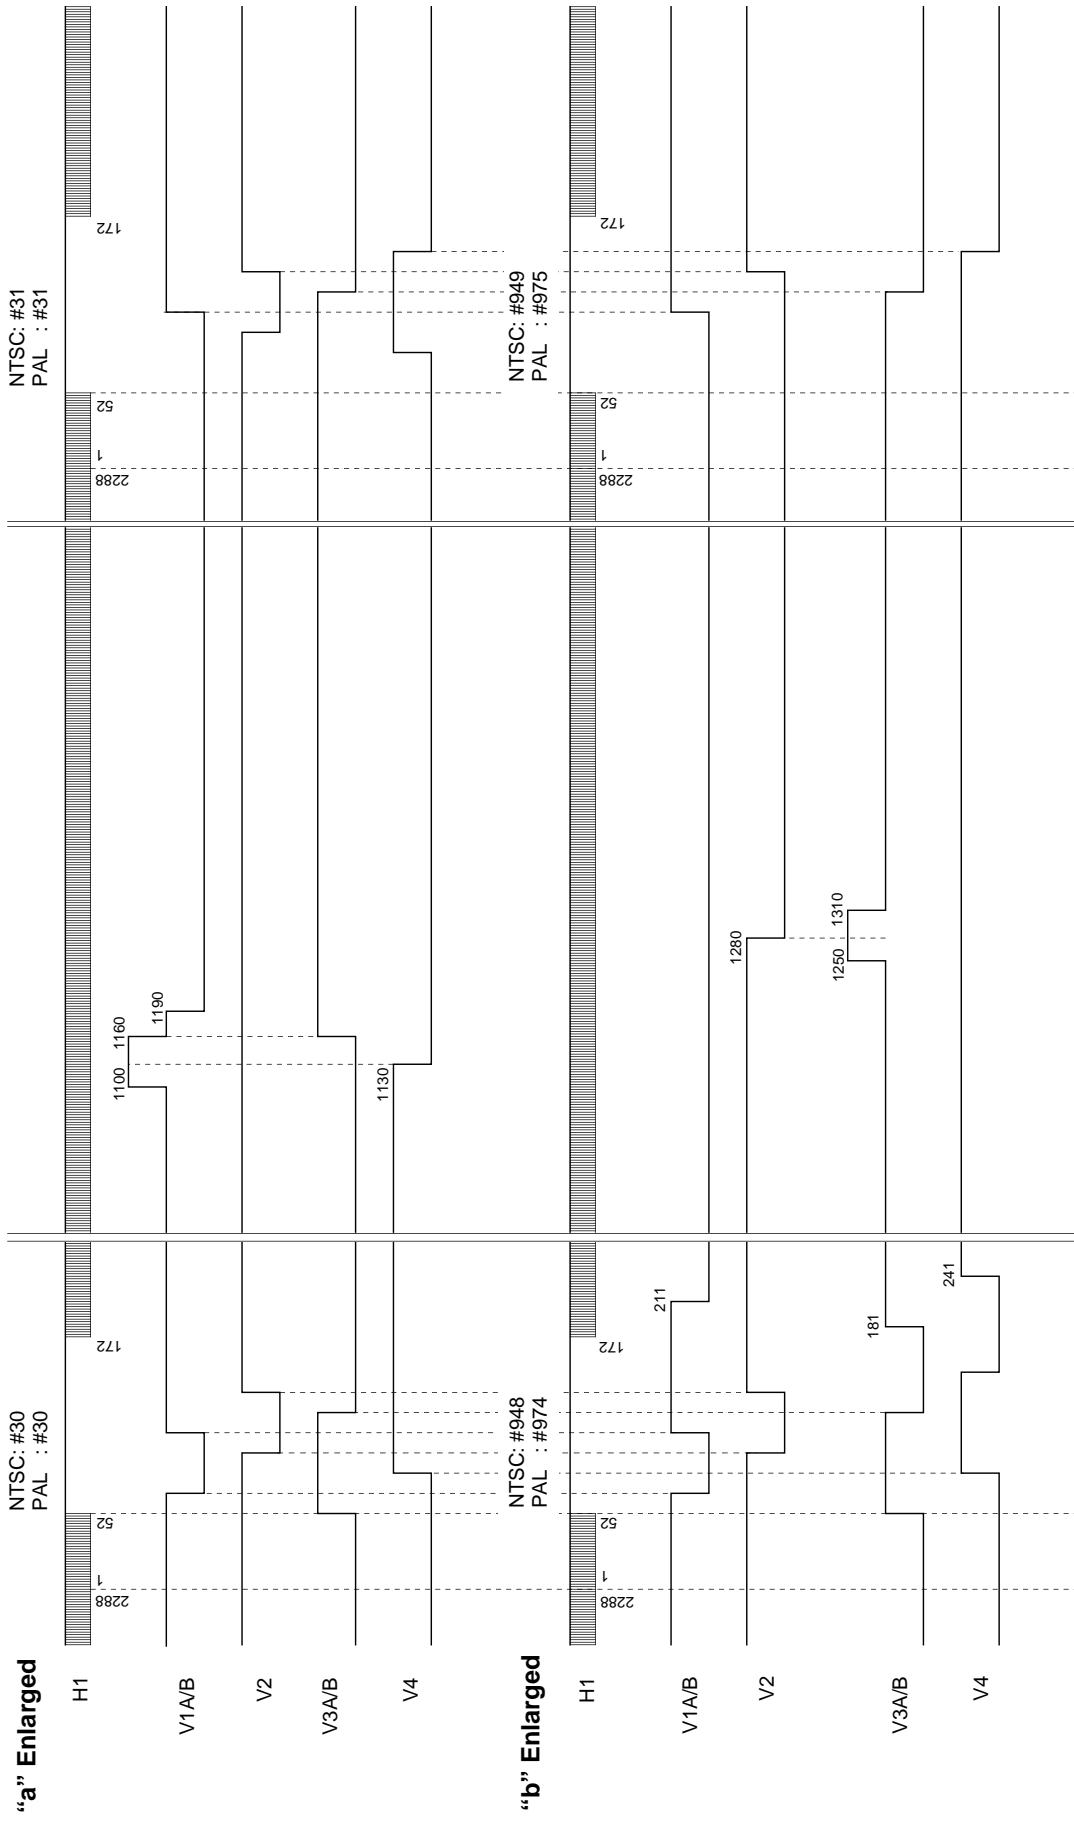 “a” Enlarged
NTSC: #30
PAL : #30
NTSC: #31
PAL : #31
H1
2288
1
52
172
2288
1
52
172
V1A/B
1100
1160
1190
V2
V3A/B
V4
1130
“b” Enlarged
NTSC: #948
PAL : #974
NTSC: #949
PAL : #975
H1
2288
1
52
172
2288
1
52
172
V1A/B
211
V2
1280
V3A/B
181
1250
1310
V4
241